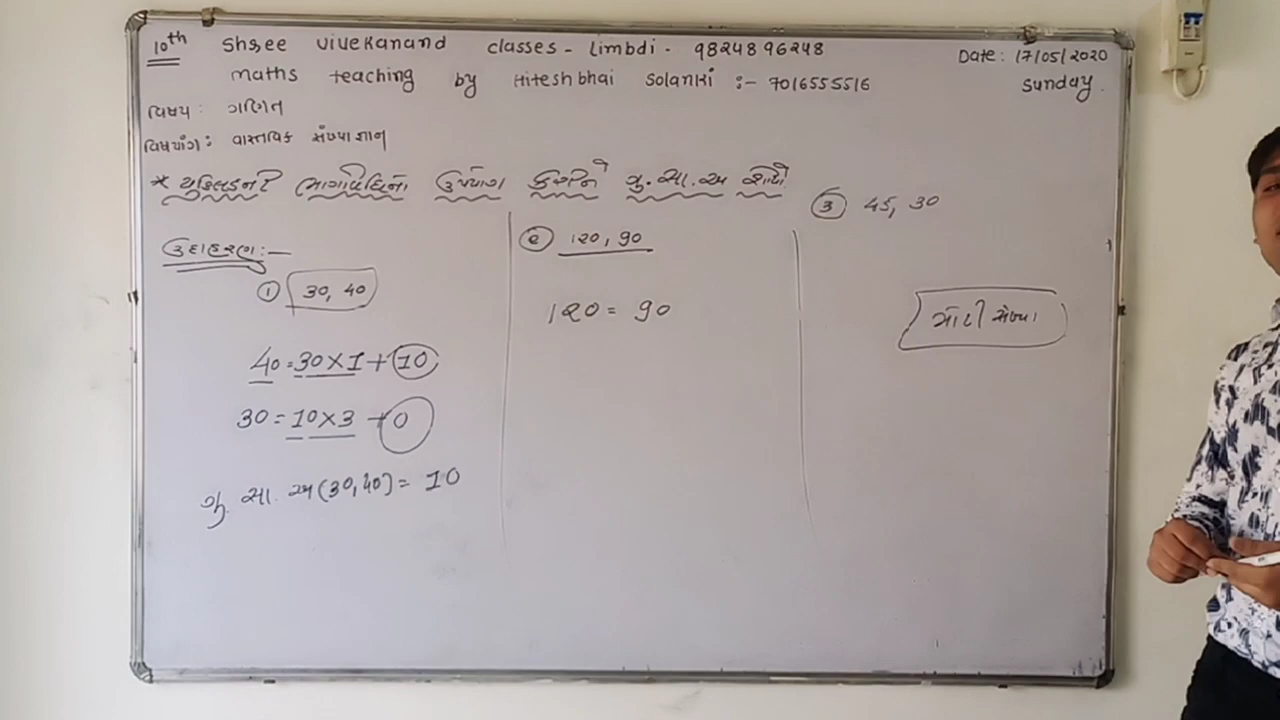 10th Shree vivekanand classes - Limbdi - 9824896248 Date: 17/05/2020
maths teaching by Hiteshbhai Solanki :- 7016555516 Sunday.
વિષય: ગણિત
વિષયાંગ: વાસ્તવિક સંખ્યાજ્ઞાન
* યુક્લિડની ભાગવિધિનો ઉપયોગ કરીને ગુ.સા.અ શોધો
ઉદાહરણ:-
① 30, 40
40 = 30 × 1 + 10
30 = 10 × 3 + 0
ગુ. સા. અ (30, 40) = 10
② 120, 90
120 = 90
③ 45, 30
મોટી સંખ્યા